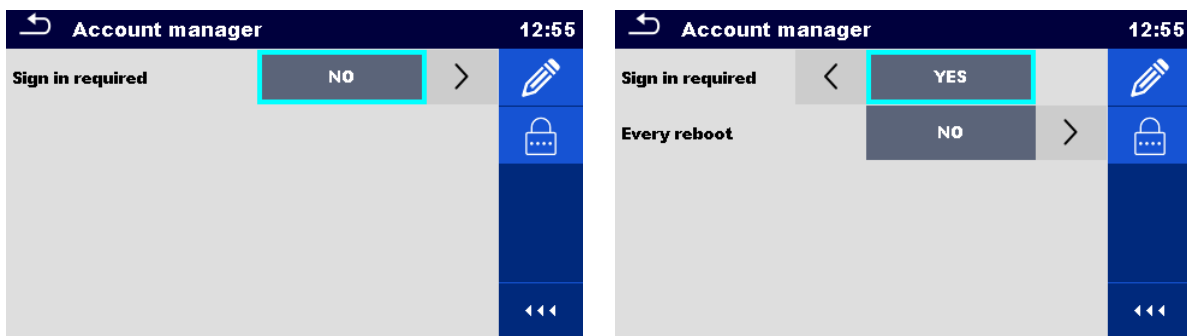 Account manager 12:55
Sign in required NO
Account manager 12:55
Sign in required YES
Every reboot NO